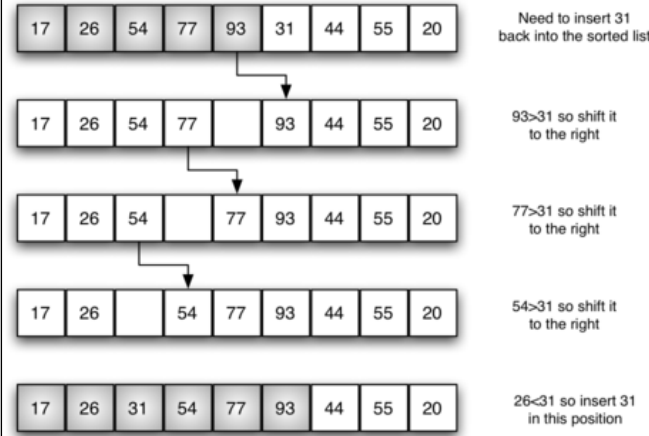 17 26 54 77 93 31 44 55 20
Need to insert 31
back into the sorted list
17 26 54 77 93 44 55 20
93>31 so shift it
to the right
17 26 54 77 93 44 55 20
77>31 so shift it
to the right
17 26 54 77 93 44 55 20
54>31 so shift it
to the right
17 26 31 54 77 93 44 55 20
26<31 so insert 31
in this position